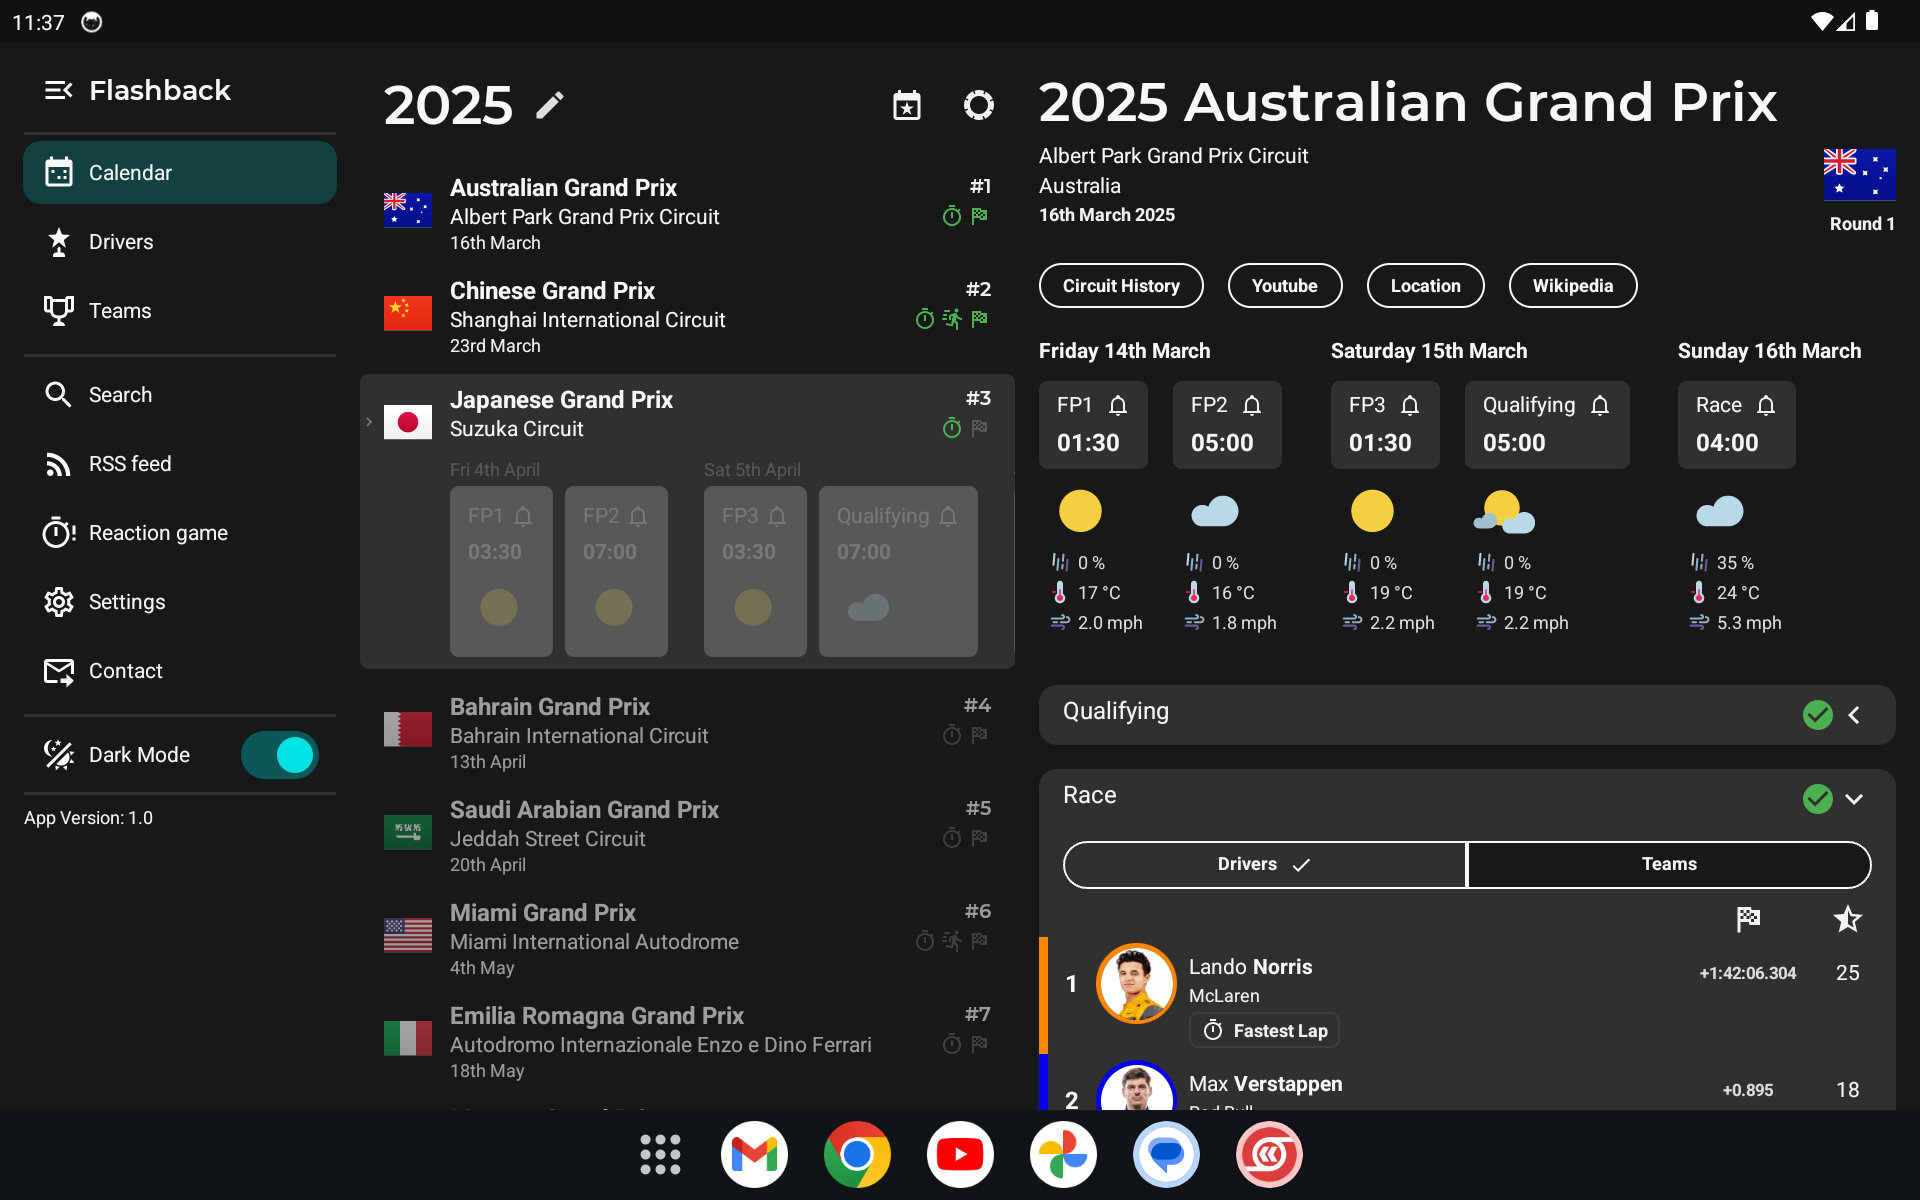 11:37
Flashback
Calendar
Drivers
Teams
Search
RSS feed
Reaction game
Settings
Contact
Dark Mode
App Version: 1.0
2025
Australian Grand Prix
#1
Albert Park Grand Prix Circuit
16th March
Chinese Grand Prix
#2
Shanghai International Circuit
23rd March
Japanese Grand Prix
#3
Suzuka Circuit
Fri 4th April
Sat 5th April
FP1
FP2
FP3
Qualifying
03:30
07:00
03:30
07:00
Bahrain Grand Prix
#4
Bahrain International Circuit
13th April
Saudi Arabian Grand Prix
#5
Jeddah Street Circuit
20th April
Miami Grand Prix
#6
Miami International Autodrome
4th May
Emilia Romagna Grand Prix
#7
Autodromo Internazionale Enzo e Dino Ferrari
18th May
2025 Australian Grand Prix
Albert Park Grand Prix Circuit
Australia
16th March 2025
Round 1
Circuit History
Youtube
Location
Wikipedia
Friday 14th March
Saturday 15th March
Sunday 16th March
FP1
FP2
FP3
Qualifying
Race
01:30
05:00
01:30
05:00
04:00
0 %
0 %
0 %
0 %
35 %
17 °C
16 °C
19 °C
19 °C
24 °C
2.0 mph
1.8 mph
2.2 mph
2.2 mph
5.3 mph
Qualifying
Race
Drivers
Teams
1
Lando Norris
McLaren
Fastest Lap
+1:42:06.304
25
2
Max Verstappen
+0.895
18